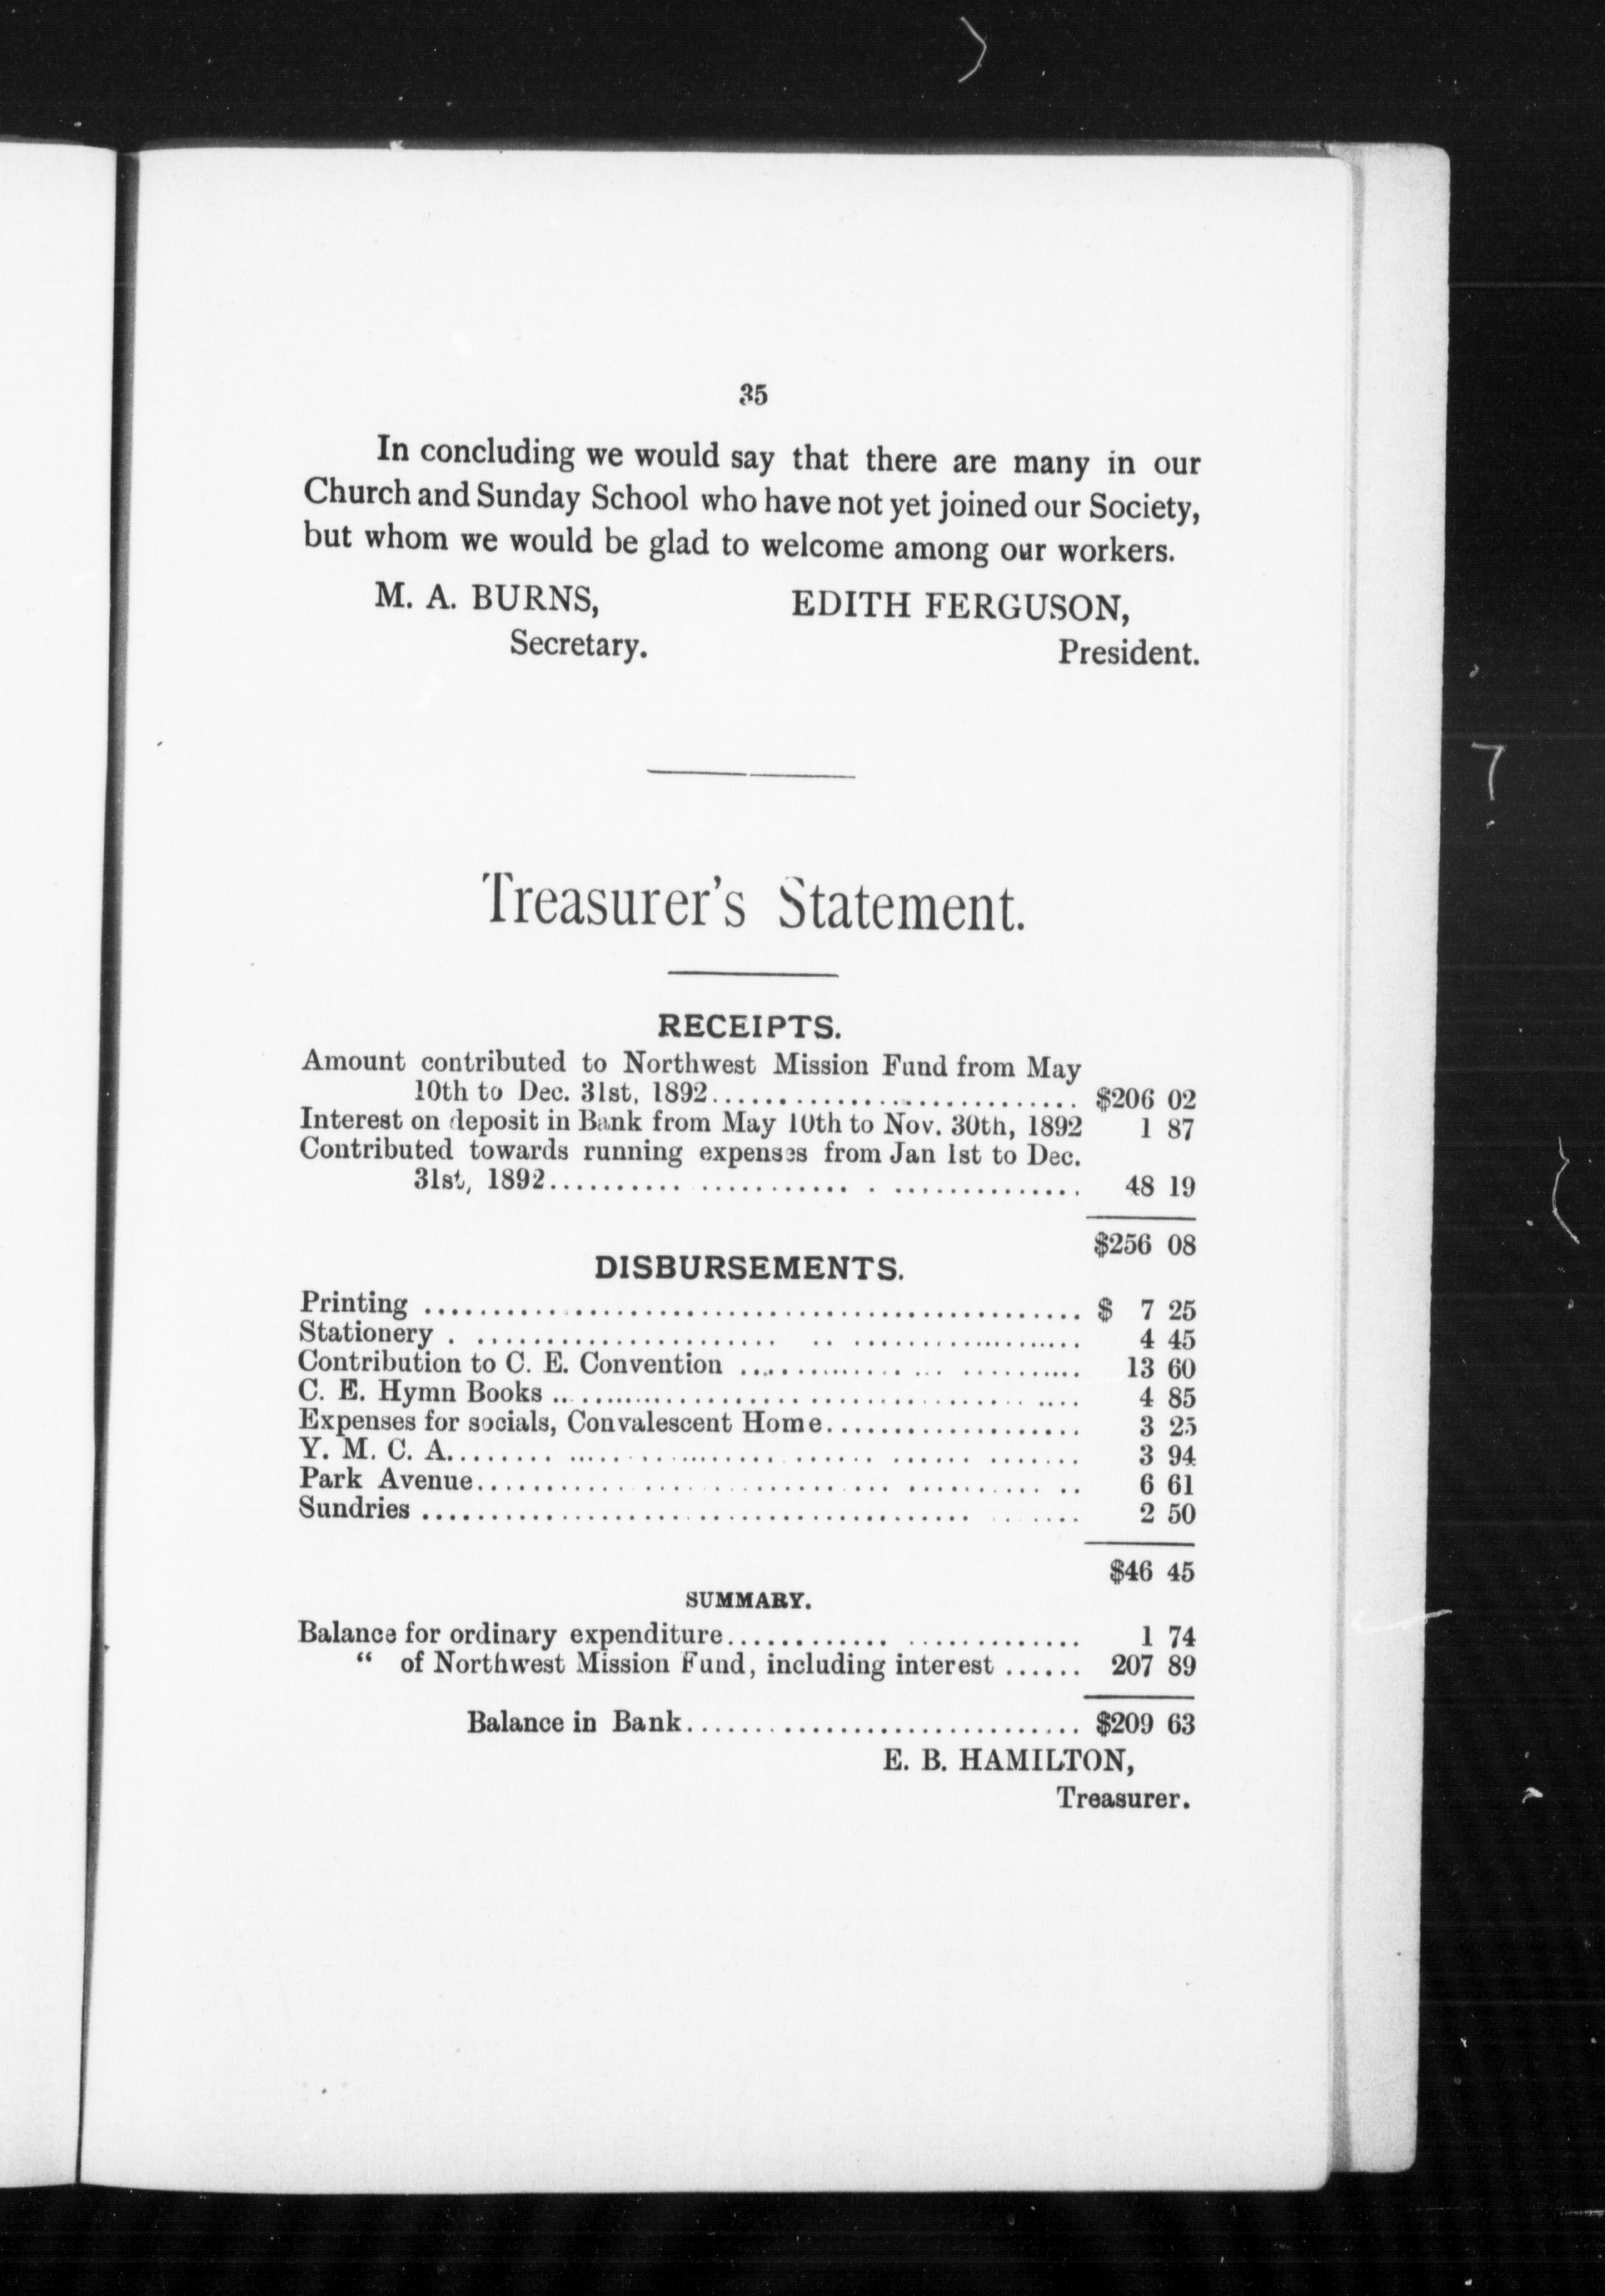 35
In concluding we would say that there are many in our
Church and Sunday School who have not yet joined our Society,
but whom we would be glad to welcome among our workers.
M. A. BURNS, EDITH FERGUSON,
Secretary. President.
Treasurer's Statement.
RECEIPTS.
Amount contributed to Northwest Mission Fund from May
10th to Dec. 31st, 1892.............................. $206 02
Interest on deposit in Bank from May 10th to Nov. 30th, 1892 1 87
Contributed towards running expenses from Jan 1st to Dec.
31st, 1892.......... ........... . .............. 48 19
$256 08
DISBURSEMENTS.
Printing ................................................ $ 7 25
Stationery . ...................... .. ................. 4 45
Contribution to C. E. Convention .............. ... ......... 13 60
C. E. Hymn Books .. ................................. .... 4 85
Expenses for socials, Convalescent Home................... 3 25
Y. M. C. A........ ..... ............. ...... ...... ....... 3 94
Park Avenue.............................. ............ .. 6 61
Sundries ........................................ ....... 2 50
$46 45
SUMMARY.
Balance for ordinary expenditure............ ............. 1 74
“ of Northwest Mission Fund, including interest ...... 207 89
Balance in Bank............................. $209 63
E. B. HAMILTON,
Treasurer.